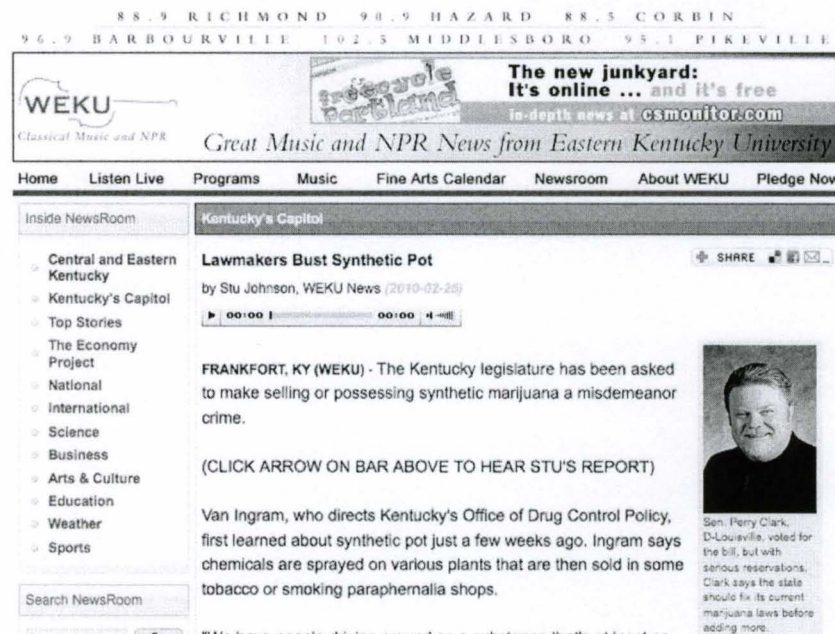 88.9 RICHMOND 90.9 HAZARD 88.5 CORBIN
96.9 BARBOURVILLE 102.5 MIDDLESBORO 95.1 PIKEVILLE
WEKU
Classical Music and NPR
freecycle
Portland
The new junkyard:
It's online ... and it's free
in-depth news at csmonitor.com
Great Music and NPR News from Eastern Kentucky University
Home Listen Live Programs Music Fine Arts Calendar Newsroom About WEKU Pledge Now
Inside NewsRoom
Central and Eastern
Kentucky
Kentucky's Capitol
Top Stories
The Economy
Project
National
International
Science
Business
Arts & Culture
Education
Weather
Sports
Search NewsRoom
Kentucky's Capitol
Lawmakers Bust Synthetic Pot
SHARE
by Stu Johnson, WEKU News (2010-02-25)
00:00 00:00
FRANKFORT, KY (WEKU) - The Kentucky legislature has been asked
to make selling or possessing synthetic marijuana a misdemeanor
crime.
(CLICK ARROW ON BAR ABOVE TO HEAR STU'S REPORT)
Van Ingram, who directs Kentucky's Office of Drug Control Policy,
first learned about synthetic pot just a few weeks ago. Ingram says
chemicals are sprayed on various plants that are then sold in some
tobacco or smoking paraphernalia shops.
Sen. Perry Clark,
D-Louisville, voted for
the bill, but with
serious reservations.
Clark says the state
should fix its current
marijuana laws before
adding more.